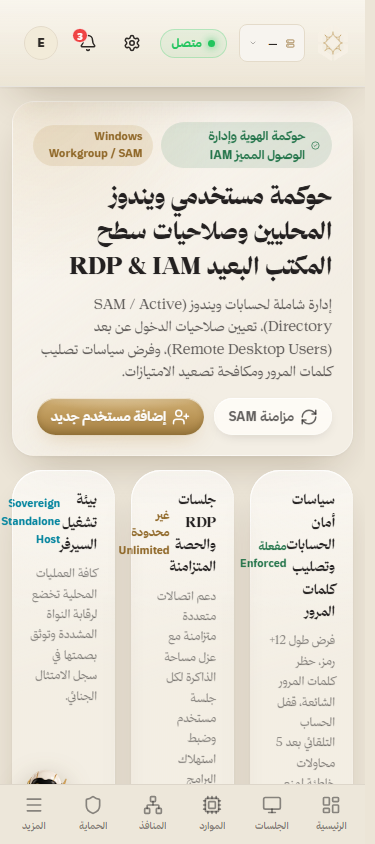 —
متصل
3
E
حوكمة الهوية وإدارة
الوصول المميز IAM
Windows
Workgroup / SAM
حوكمة مستخدمي ويندوز
المحليين وصلاحيات سطح
المكتب البعيد RDP & IAM
إدارة شاملة لحسابات ويندوز (SAM / Active
Directory)، تعيين صلاحيات الدخول عن بعد
(Remote Desktop Users)، وفرض سياسات تصليب
كلمات المرور ومكافحة تصعيد الامتيازات.
مزامنة SAM
إضافة مستخدم جديد
سياسات
أمان
الحسابات
وتصليب
كلمات
المرور
مفعلة
Enforced
فرض طول 12+
رمز، حظر
كلمات المرور
الشائعة، قفل
الحساب
التلقائي بعد 5
محاولات
جلسات
RDP
والحصة
المتزامنة
غير
محدودة
Unlimited
دعم اتصالات
متعددة
متزامنة مع
عزل مساحة
الذاكرة لكل
جلسة
مستخدم
وضبط
استهلاك
البرامج
بيئة
تشغيل
السيرفر
Sovereign
Standalone
Host
كافة العمليات
المحلية تخضع
لرقابة النواة
المشددة وتوثق
بصمتها في
سجل الامتثال
الجنائي.
الرئيسية
الجلسات
الموارد
المنافذ
الحماية
المزيد